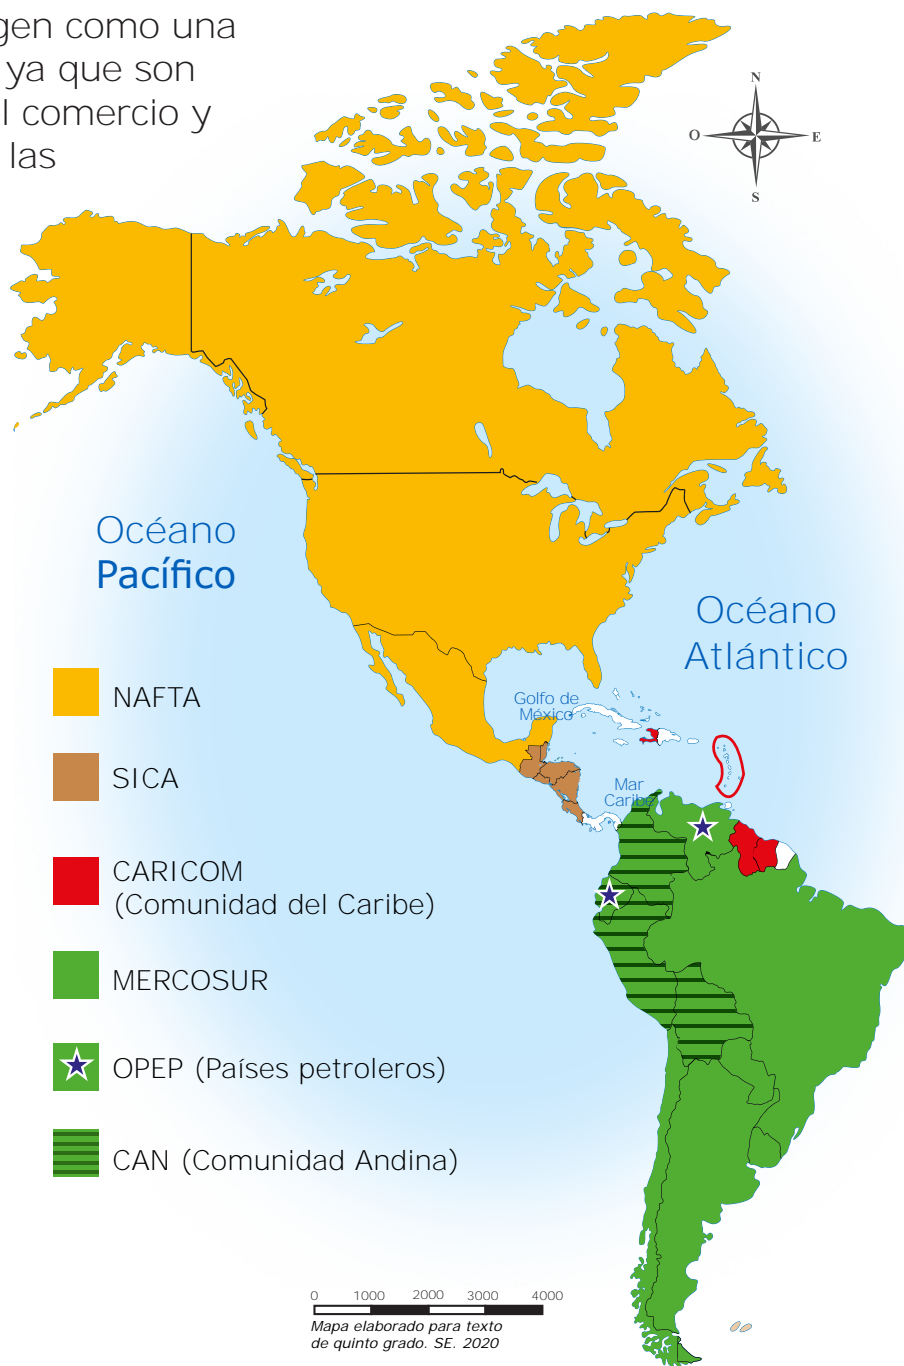 gen como una
ya que son
l comercio y
las
N
O
E
S
Océano
Pacífico
Océano
Atlántico
Golfo de
México
Mar
Caribe
NAFTA
SICA
CARICOM
(Comunidad del Caribe)
MERCOSUR
OPEP (Países petroleros)
CAN (Comunidad Andina)
0 1000 2000 3000 4000
Mapa elaborado para texto
de quinto grado. SE. 2020